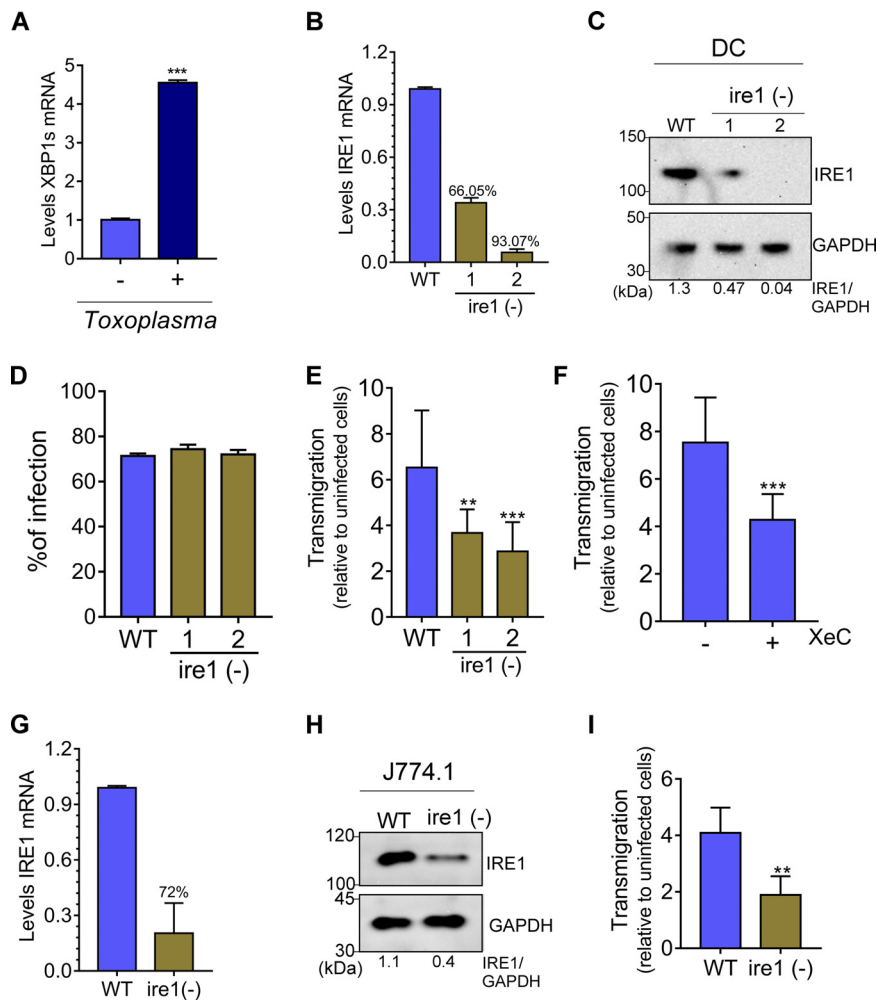 A
Levels XBP1s mRNA
5
4
3
2
1
0
***
- +
Toxoplasma
B
Levels IRE1 mRNA
1.2
0.9
0.6
0.3
0.0
66.05%
93.07%
WT 1 2
ire1 (-)
C
DC
ire1 (-)
WT 1 2
150
100
IRE1
50
30
GAPDH
(kDa) 1.3 0.47 0.04 IRE1/
GAPDH
D
%of infection
100
80
60
40
20
0
WT 1 2
ire1 (-)
E
Transmigration
(relative to uninfected cells)
10
8
6
4
2
0
**
***
WT 1 2
ire1 (-)
F
Transmigration
(relative to uninfected cells)
10
8
6
4
2
0
***
- + XeC
G
Levels IRE1 mRNA
1.2
0.9
0.6
0.3
0.0
72%
WT ire1(-)
H
J774.1
WT ire1 (-)
120
100
IRE1
45
30
GAPDH
(kDa) 1.1 0.4 IRE1/
GAPDH
I
Transmigration
(relative to uninfected cells)
6
4
2
0
**
WT ire1 (-)